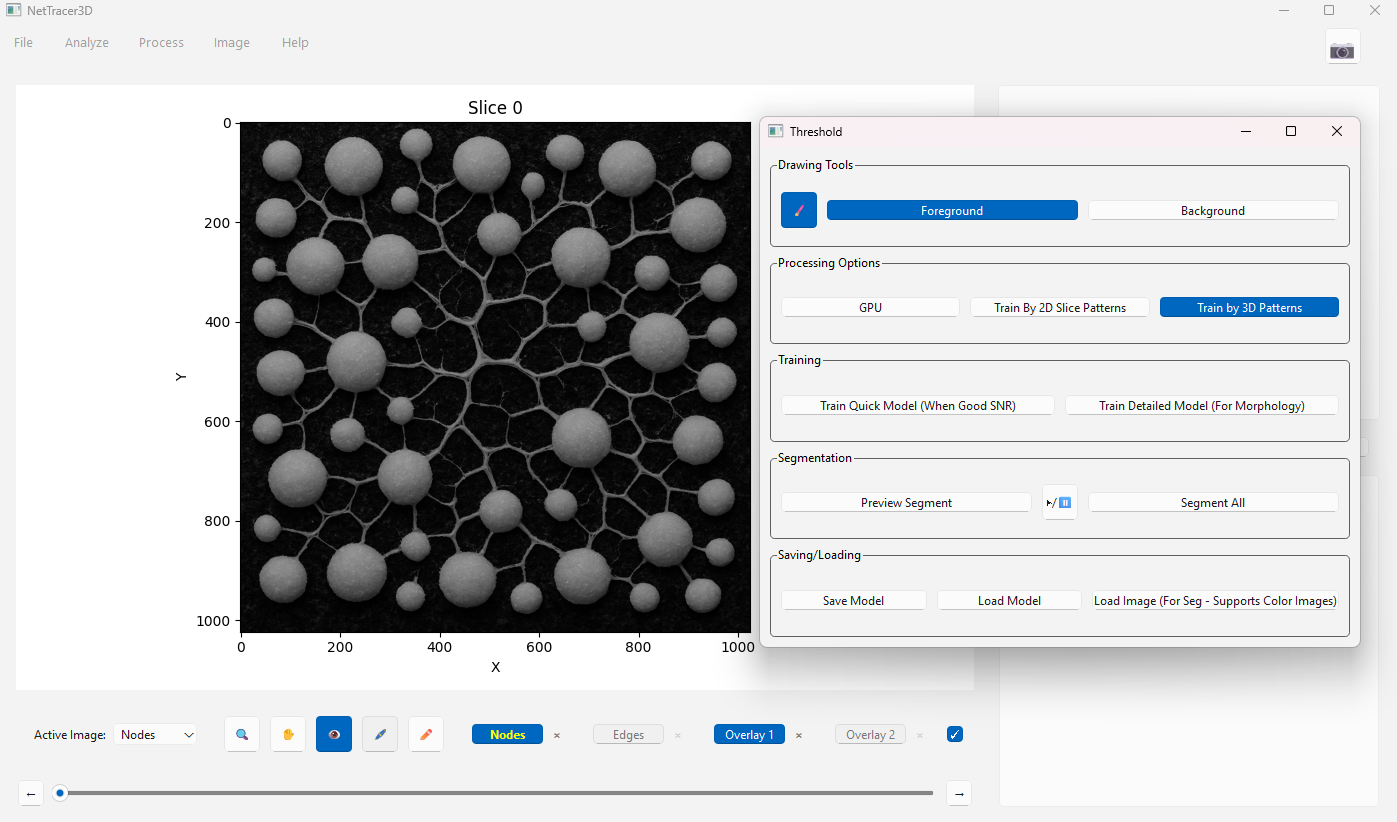 NetTracer3D
File Analyze Process Image Help
Slice 0
0
200
400
600
800
1000
Y
0 200 400 600 800 1000
X
Threshold
Drawing Tools
Foreground Background
Processing Options
GPU Train By 2D Slice Patterns Train by 3D Patterns
Training
Train Quick Model (When Good SNR) Train Detailed Model (For Morphology)
Segmentation
Preview Segment Segment All
Saving/Loading
Save Model Load Model Load Image (For Seg - Supports Color Images)
Active Image: Nodes Nodes × Edges × Overlay 1 × Overlay 2 ×
← →